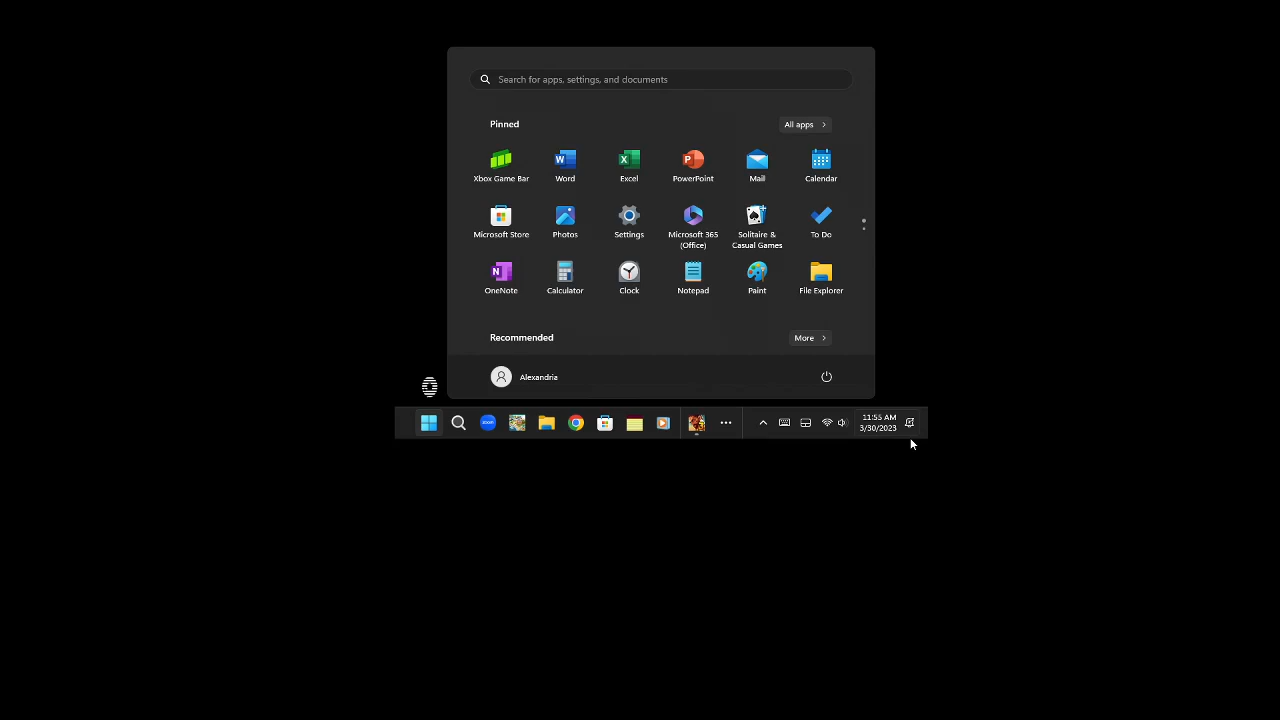 Search for apps, settings, and documents
Pinned
All apps
Xbox Game Bar
Word
Excel
PowerPoint
Mail
Calendar
Microsoft Store
Photos
Settings
Microsoft 365
(Office)
Solitaire &
Casual Games
To Do
OneNote
Calculator
Clock
Notepad
Paint
File Explorer
Recommended
More
Alexandria
zoom
11:55 AM
3/30/2023